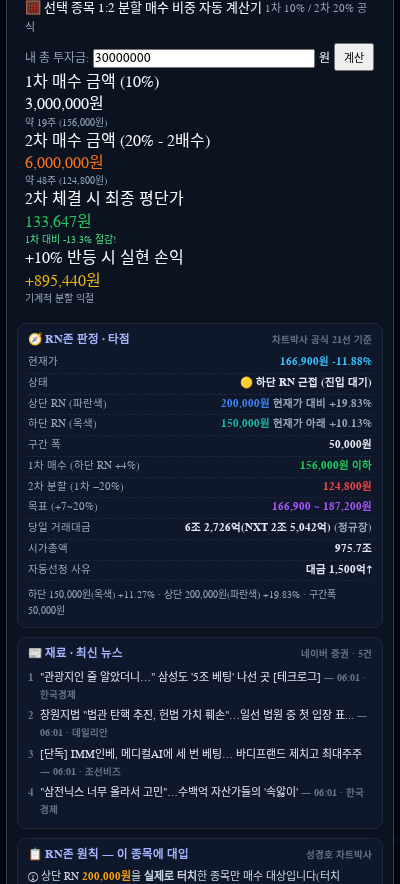 🧮 선택 종목 1:2 분할 매수 비중 자동 계산기 1차 10% / 2차 20% 공
식
내 총 투자금: 30000000 원 계산
1차 매수 금액 (10%)
3,000,000원
약 19주 (156,000원)
2차 매수 금액 (20% - 2배수)
6,000,000원
약 48주 (124,800원)
2차 체결 시 최종 평단가
133,647원
1차 대비 -13.3% 절감!
+10% 반등 시 실현 손익
+895,440원
기계적 분할 익절
🧭 RN존 판정 · 타점 차트박사 공식 21선 기준
현재가 166,900원 -11.88%
상태 🟡 하단 RN 근접 (진입 대기)
상단 RN (파란색) 200,000원 현재가 대비 +19.83%
하단 RN (옥색) 150,000원 현재가 아래 +10.13%
구간 폭 50,000원
1차 매수 (하단 RN +4%) 156,000원 이하
2차 분할 (1차 −20%) 124,800원
목표 (+7~20%) 166,900 ~ 187,200원
당일 거래대금 6조 2,726억(NXT 2조 5,042억) (정규장)
시가총액 975.7조
자동선정 사유 대금 1,500억↑
하단 150,000원(옥색) +11.27% · 상단 200,000원(파란색) +19.83% · 구간폭
50,000원
📰 재료 · 최신 뉴스 네이버 증권 · 5건
1 "관광지인 줄 알았더니…" 삼성도 '5조 베팅' 나선 곳 [테크로그] — 06:01 ·
한국경제
2 창원지법 "법관 탄핵 추진, 헌법 가치 훼손"…일선 법원 중 첫 입장 표... —
06:01 · 데일리안
3 [단독] IMM인베, 메디컬AI에 세 번 베팅… 바디프랜드 제치고 최대주주
— 06:01 · 조선비즈
4 "삼전닉스 너무 올라서 고민"…수백억 자산가들의 '속앓이' — 06:01 · 한국
경제
📋 RN존 원칙 — 이 종목에 대입 성경호 차트박사
① 상단 RN 200,000원을 실제로 터치한 종목만 매수 대상입니다(터치